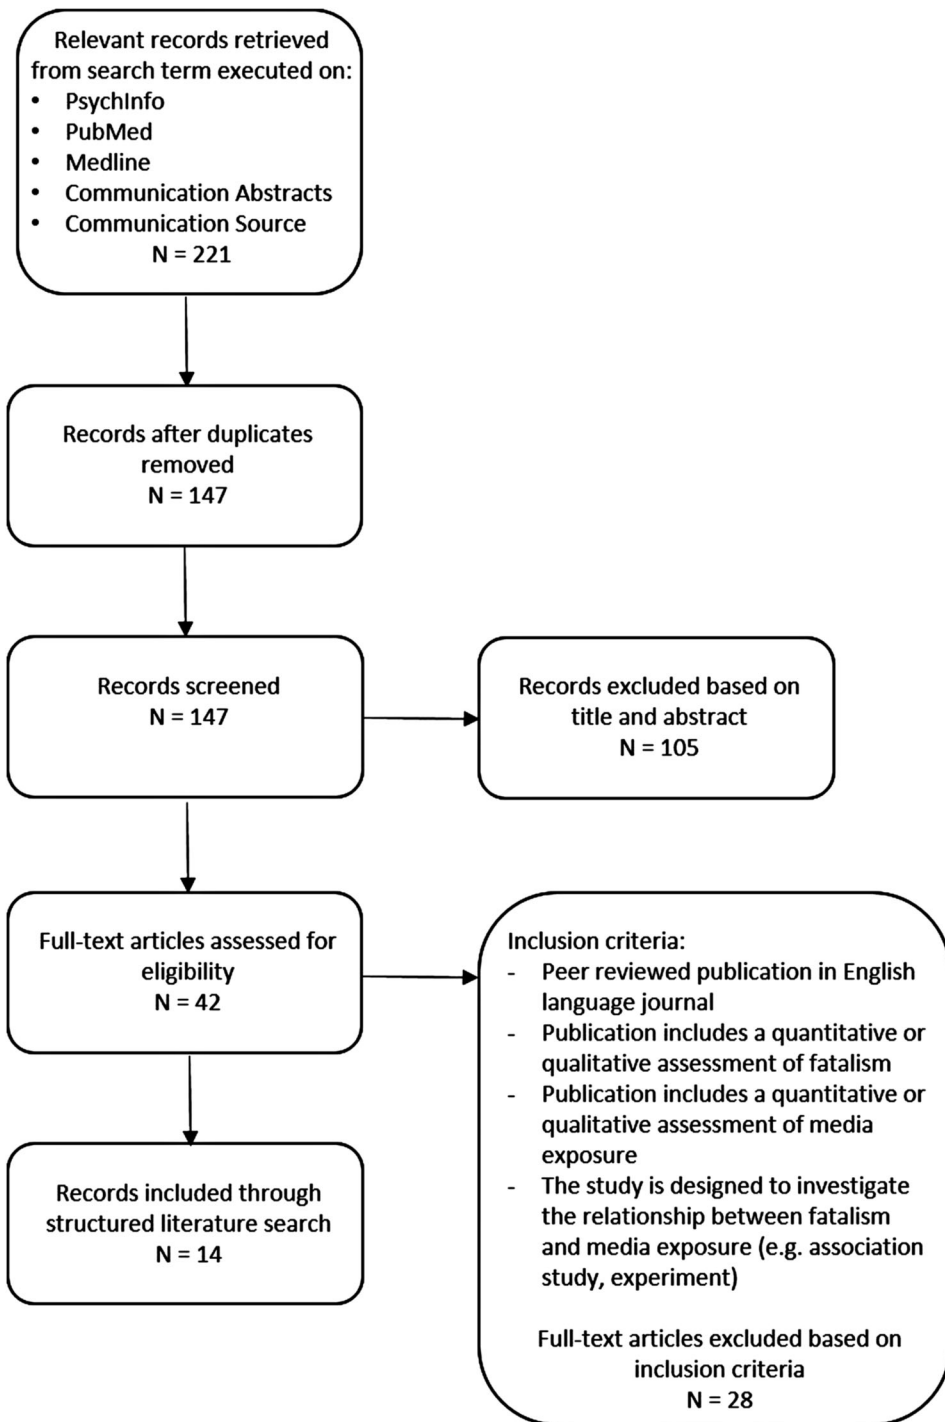 Relevant records retrieved
from search term executed on:
• PsychInfo
• PubMed
• Medline
• Communication Abstracts
• Communication Source
N = 221
Records after duplicates
removed
N = 147
Records screened
N = 147
Records excluded based on
title and abstract
N = 105
Full-text articles assessed for
eligibility
N = 42
Inclusion criteria:
- Peer reviewed publication in English
language journal
- Publication includes a quantitative or
qualitative assessment of fatalism
- Publication includes a quantitative or
qualitative assessment of media
exposure
- The study is designed to investigate
the relationship between fatalism
and media exposure (e.g. association
study, experiment)
Full-text articles excluded based on
inclusion criteria
N = 28
Records included through
structured literature search
N = 14